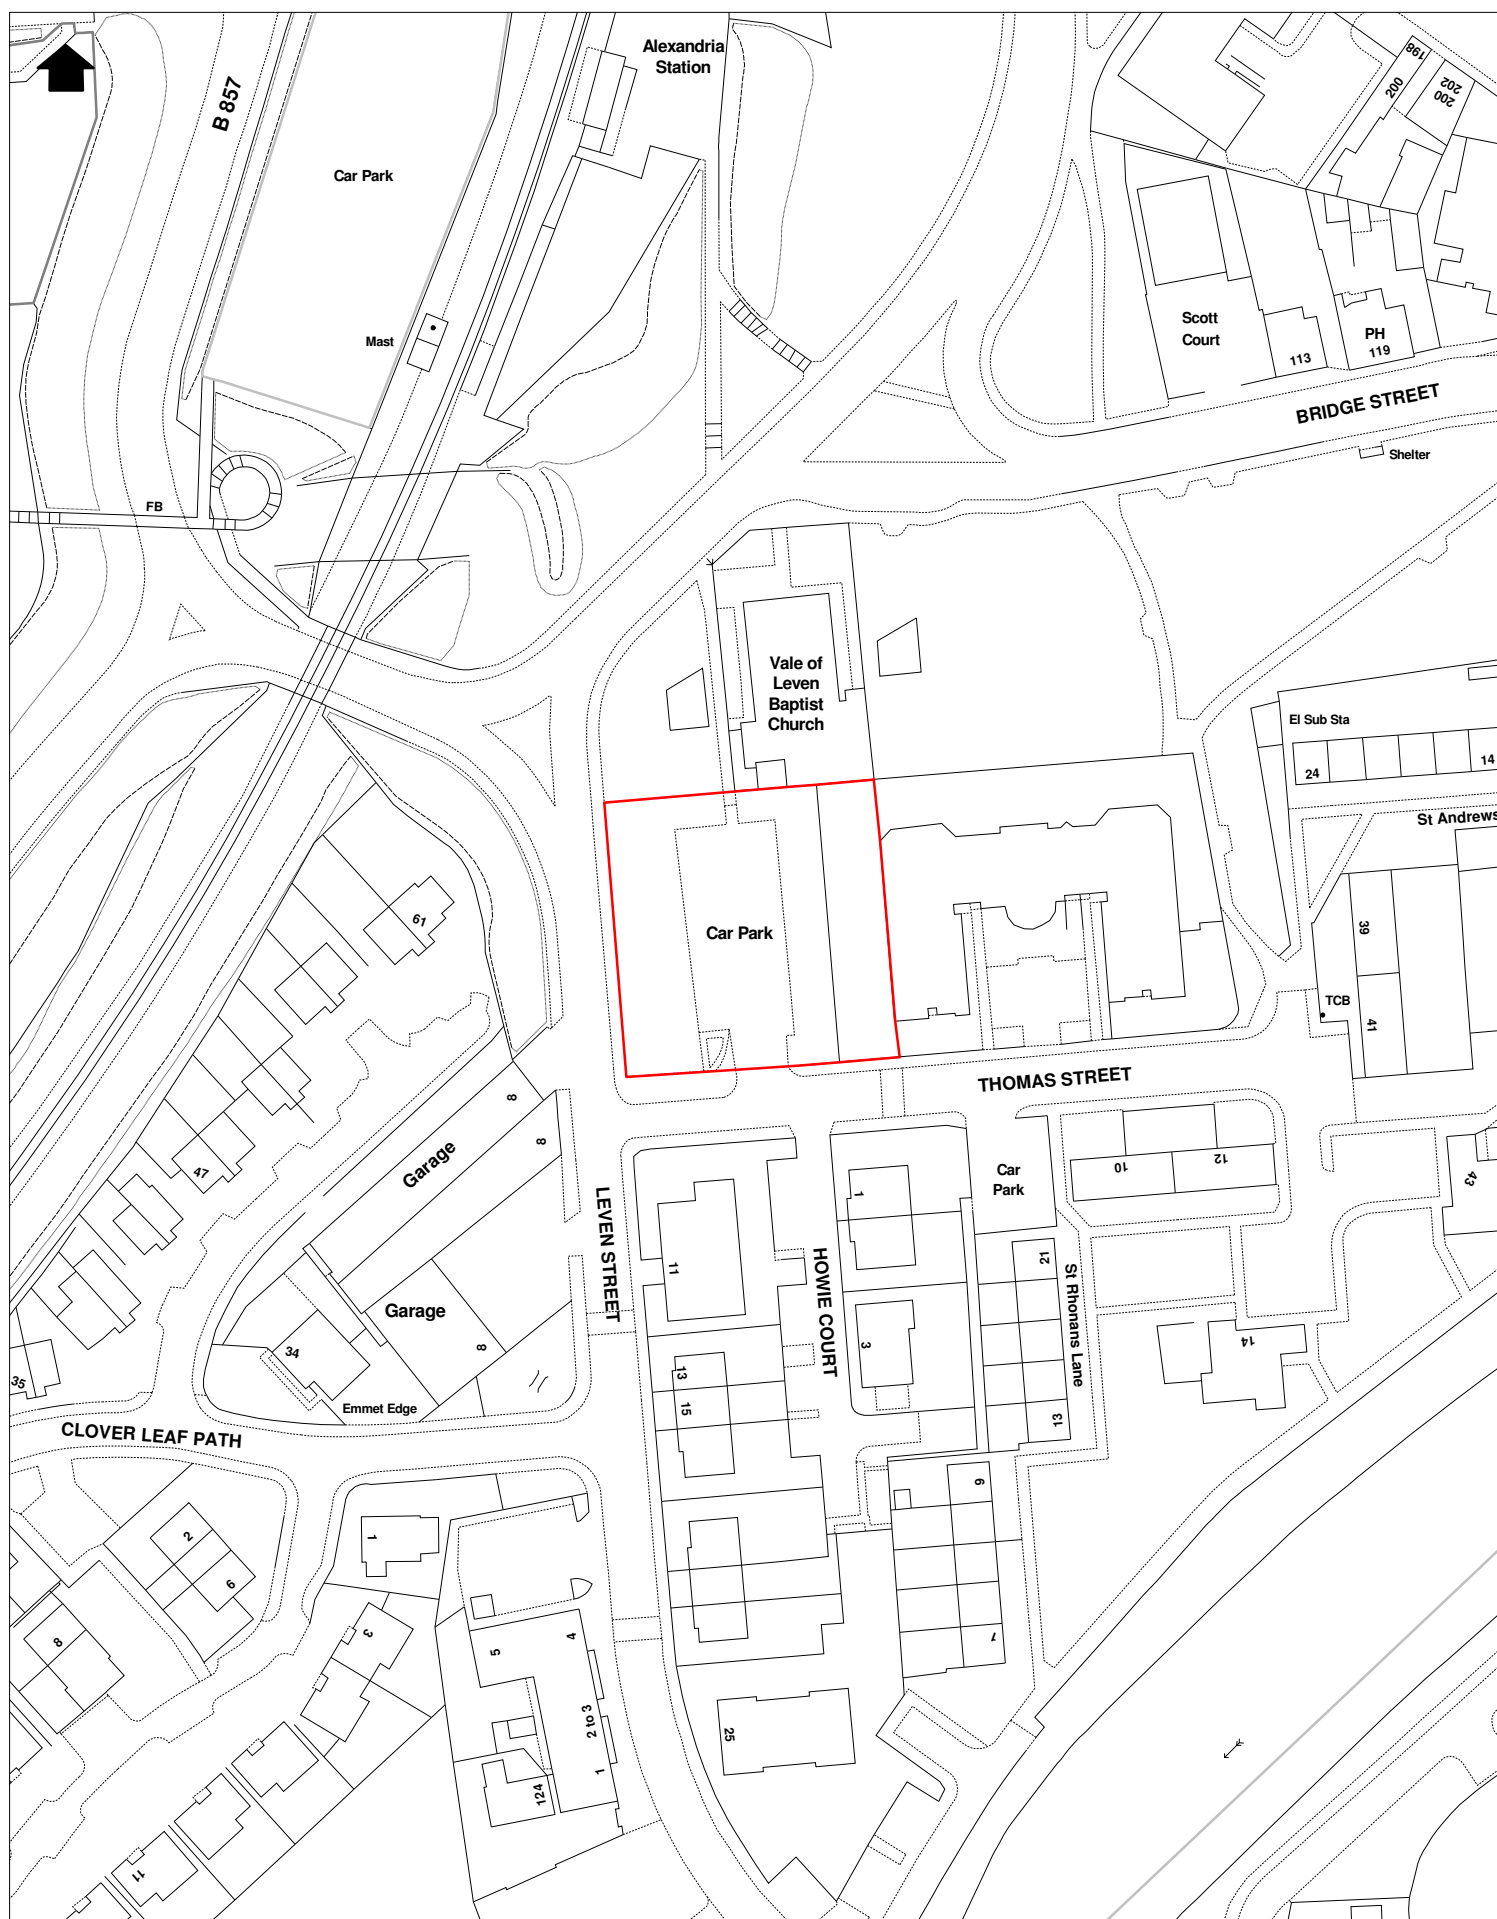 Alexandria
Station
B 857
Car Park
198
200
200
202
Mast
Scott
Court
113
PH
119
BRIDGE STREET
Shelter
FB
Vale of
Leven
Baptist
Church
El Sub Sta
24
14
St Andrews
61
Car Park
39
TCB
41
THOMAS STREET
8
8
Garage
47
Car
Park
10
12
43
1
LEVEN STREET
11
HOWIE COURT
21
St Rhonans Lane
Garage
8
34
3
14
35
13
15
13
Emmet Edge
CLOVER LEAF PATH
2
6
1
9
8
3
5
4
7
2 to 3
25
1
124
11